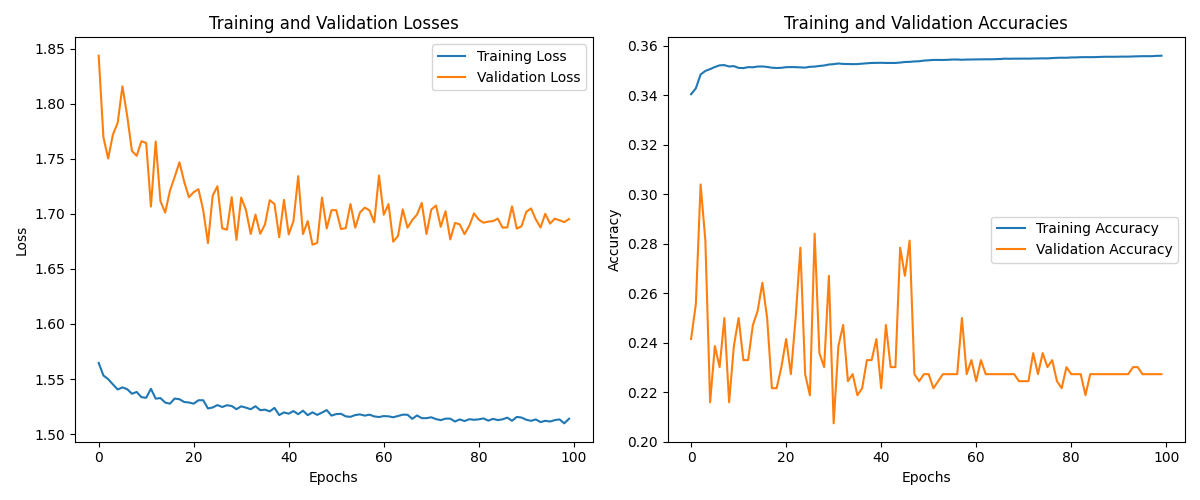 Training and Validation Losses
Training Loss
Validation Loss
1.85
1.80
1.75
1.70
1.65
1.60
1.55
1.50
Loss
0
20
40
60
80
100
Epochs
Training and Validation Accuracies
Training Accuracy
Validation Accuracy
0.36
0.34
0.32
0.30
0.28
0.26
0.24
0.22
0.20
Accuracy
0
20
40
60
80
100
Epochs